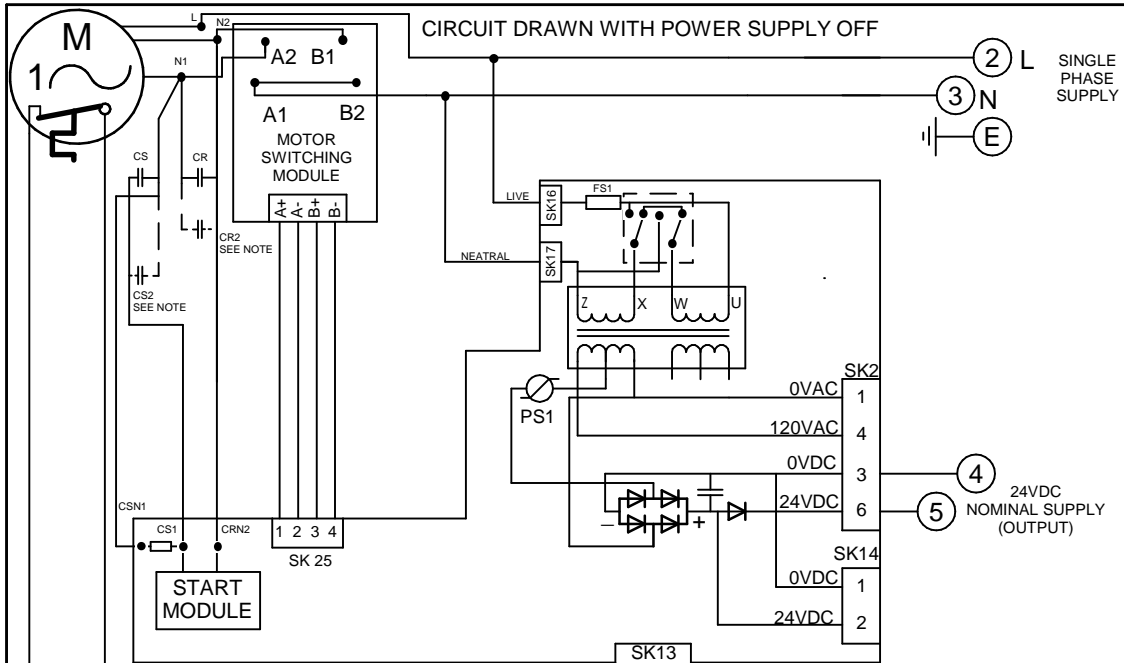 CIRCUIT DRAWN WITH POWER SUPPLY OFF
M
1
L
N2
N1
A2 B1
A1 B2
MOTOR
SWITCHING
MODULE
A+ A- B+ B-
2 L
3 N
E
SINGLE
PHASE
SUPPLY
CS
CR
CR2
SEE NOTE
CS2
SEE NOTE
LIVE
SK16
FS1
NEATRAL
SK17
Z X W U
PS1
SK2
0VAC 1
120VAC 4
0VDC 3
24VDC 6
4
5
24VDC
NOMINAL SUPPLY
(OUTPUT)
– +
SK14
0VDC 1
24VDC 2
CSN1
CS1
CRN2
1 2 3 4
SK 25
START
MODULE
SK13